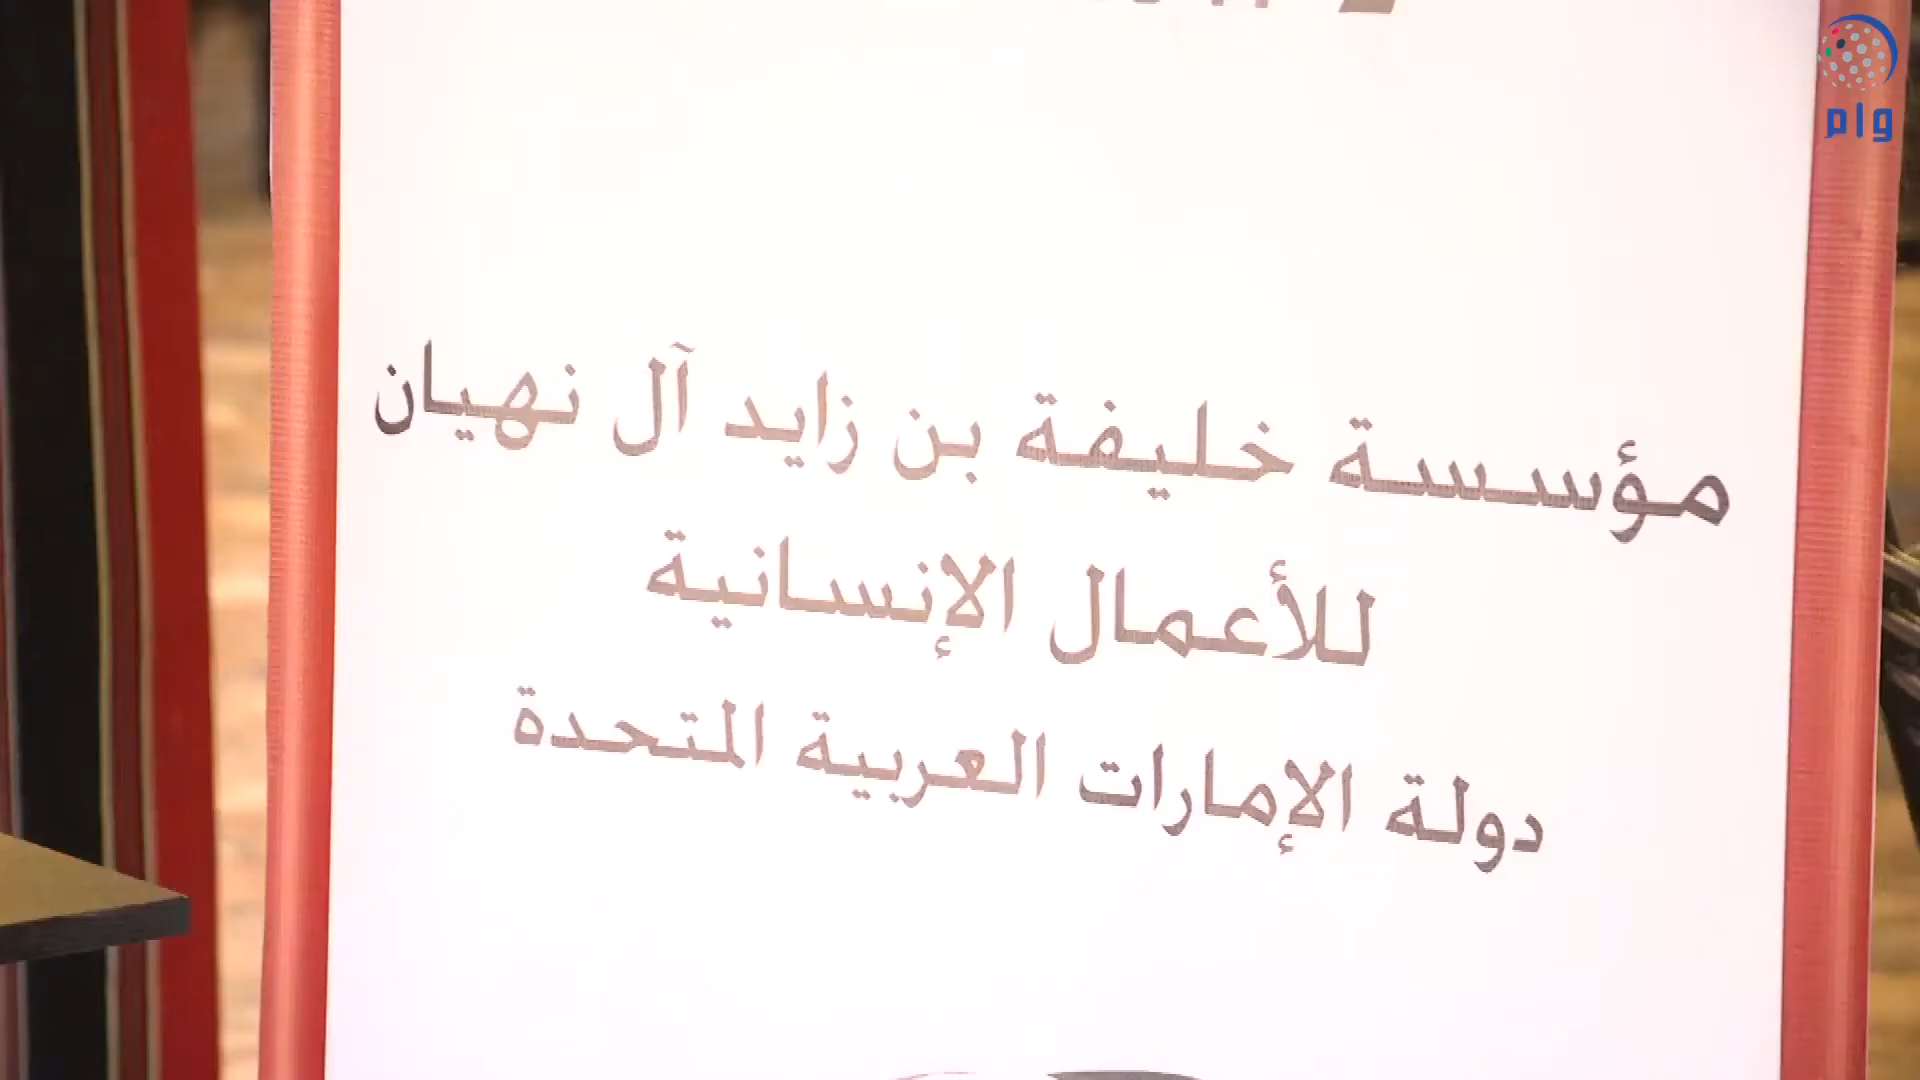 وام
مؤسسة خليفة بن زايد آل نهيان
للأعمال الإنسانية
دولة الإمارات العربية المتحدة